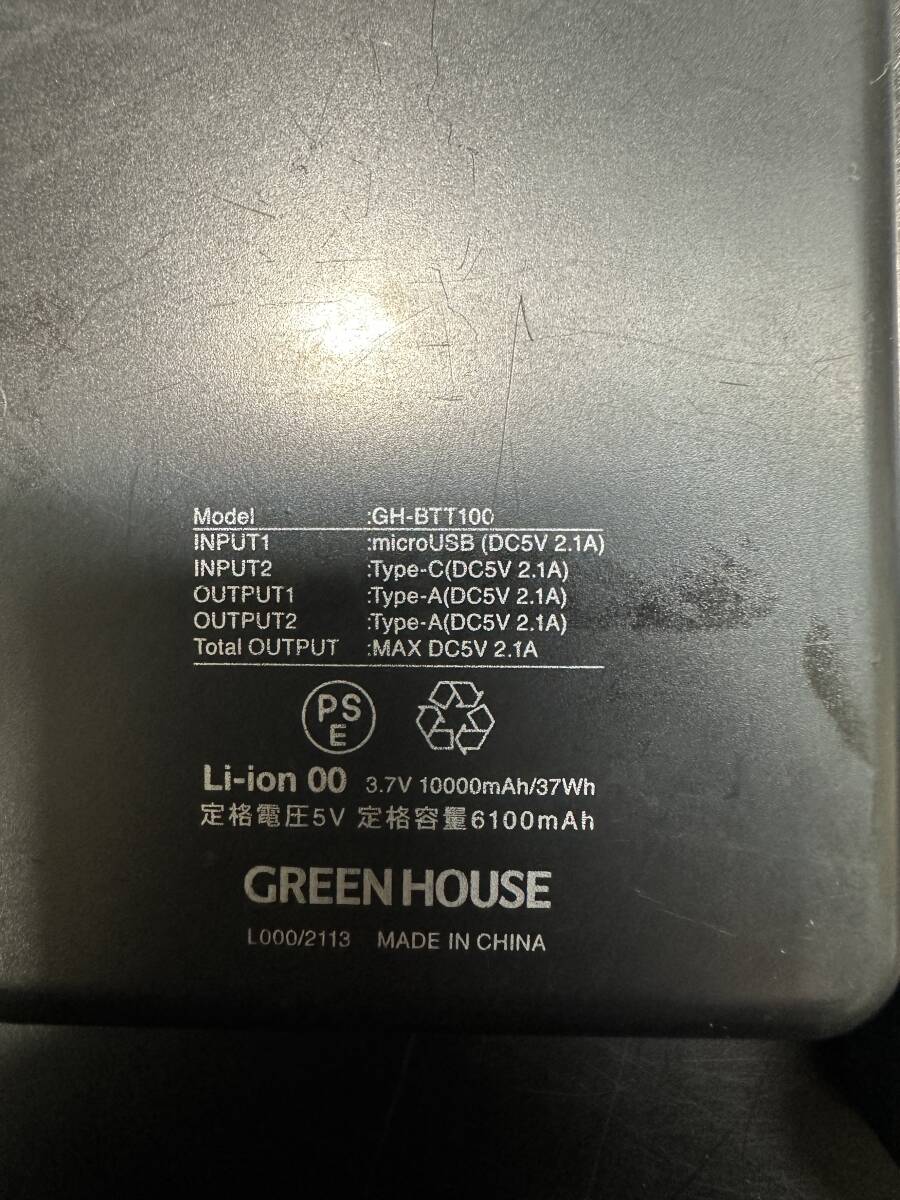 Model :GH-BTT100
INPUT1 :microUSB (DC5V 2.1A)
INPUT2 :Type-C(DC5V 2.1A)
OUTPUT1 :Type-A(DC5V 2.1A)
OUTPUT2 :Type-A(DC5V 2.1A)
Total OUTPUT :MAX DC5V 2.1A
PS
E
Li-ion 00 3.7V 10000mAh/37Wh
定格電圧5V 定格容量6100mAh
GREEN HOUSE
L000/2113 MADE IN CHINA